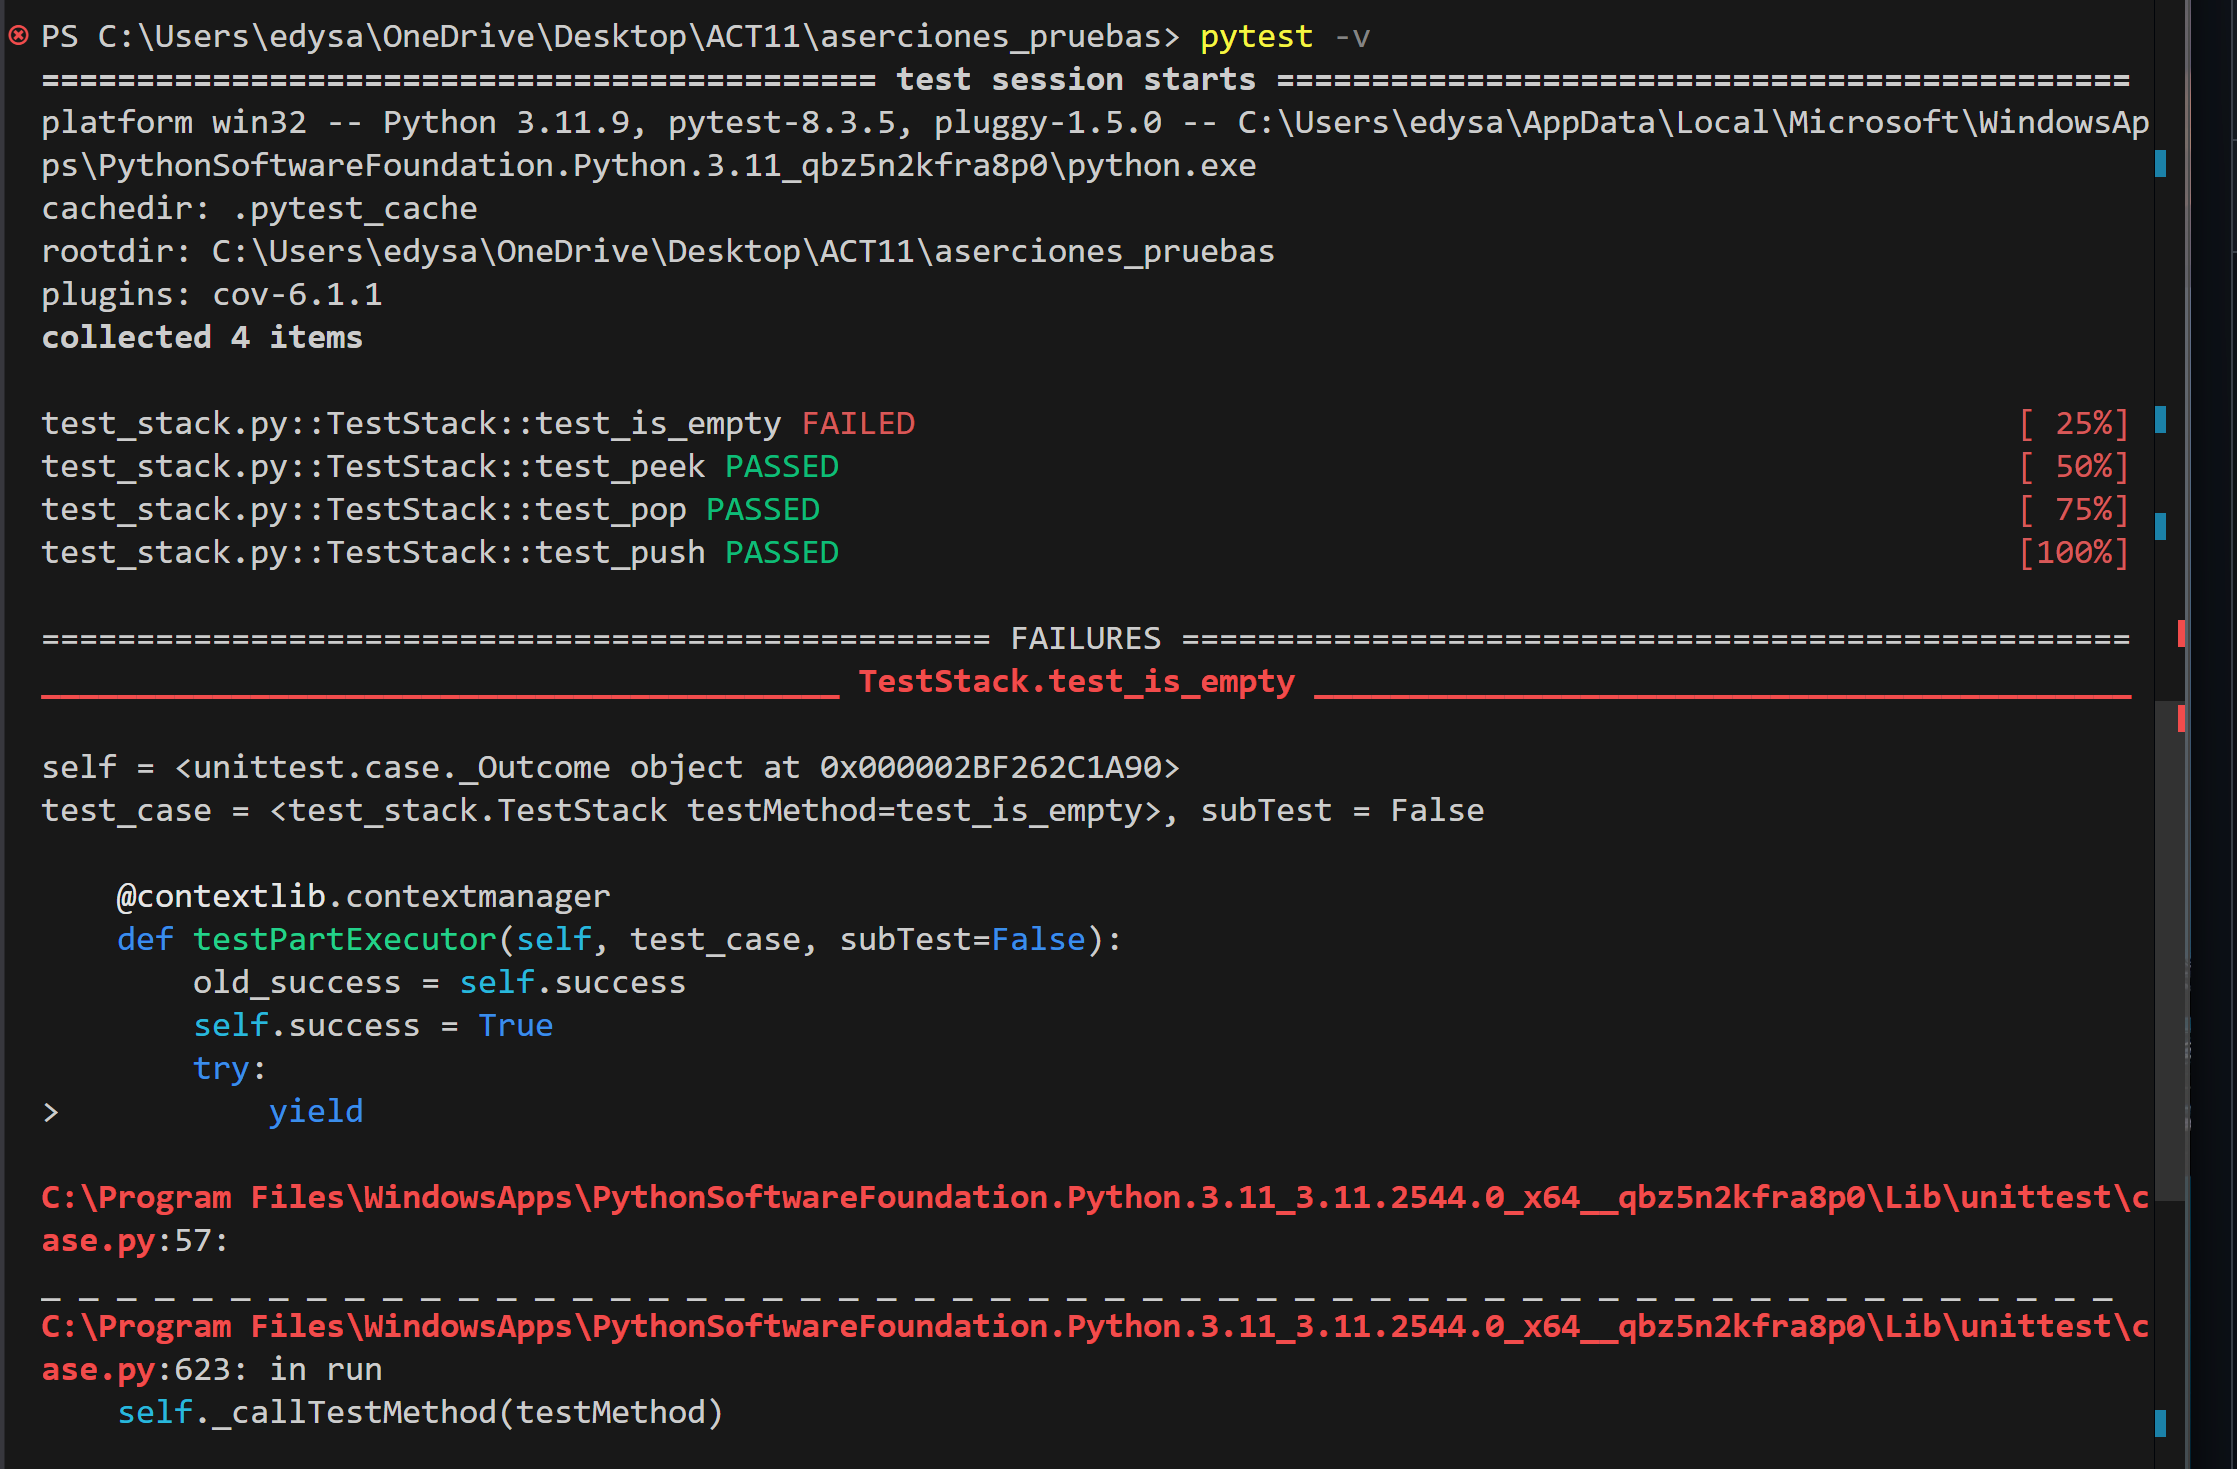 PS C:\Users\edysa\OneDrive\Desktop\ACT11\aserciones_pruebas> pytest -v
============================================ test session starts =============================================
platform win32 -- Python 3.11.9, pytest-8.3.5, pluggy-1.5.0 -- C:\Users\edysa\AppData\Local\Microsoft\WindowsAp
ps\PythonSoftwareFoundation.Python.3.11_qbz5n2kfra8p0\python.exe
cachedir: .pytest_cache
rootdir: C:\Users\edysa\OneDrive\Desktop\ACT11\aserciones_pruebas
plugins: cov-6.1.1
collected 4 items
test_stack.py::TestStack::test_is_empty FAILED [ 25%]
test_stack.py::TestStack::test_peek PASSED [ 50%]
test_stack.py::TestStack::test_pop PASSED [ 75%]
test_stack.py::TestStack::test_push PASSED [100%]
================================================== FAILURES ==================================================
__________________________________________ TestStack.test_is_empty ___________________________________________
self = <unittest.case._Outcome object at 0x000002BF262C1A90>
test_case = <test_stack.TestStack testMethod=test_is_empty>, subTest = False
    @contextlib.contextmanager
    def testPartExecutor(self, test_case, subTest=False):
        old_success = self.success
        self.success = True
        try:
>           yield
C:\Program Files\WindowsApps\PythonSoftwareFoundation.Python.3.11_3.11.2544.0_x64__qbz5n2kfra8p0\Lib\unittest\c
ase.py:57:
_ _ _ _ _ _ _ _ _ _ _ _ _ _ _ _ _ _ _ _ _ _ _ _ _ _ _ _ _ _ _ _ _ _ _ _ _ _ _ _ _ _ _ _ _ _ _ _ _ _ _ _ _ _ _
C:\Program Files\WindowsApps\PythonSoftwareFoundation.Python.3.11_3.11.2544.0_x64__qbz5n2kfra8p0\Lib\unittest\c
ase.py:623: in run
    self._callTestMethod(testMethod)